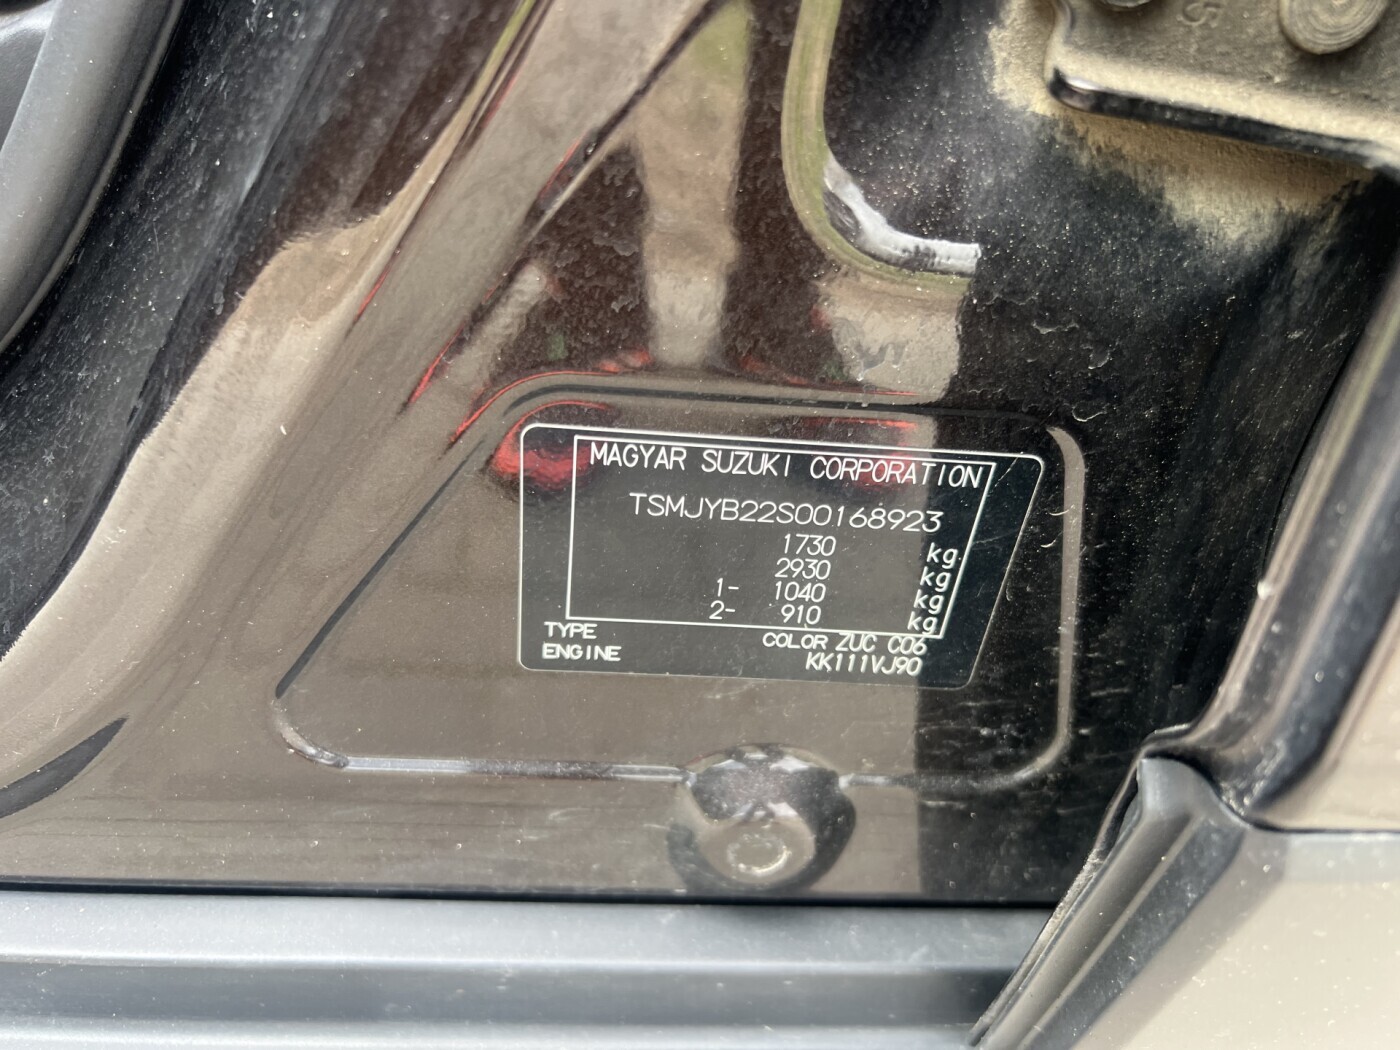 MAGYAR SUZUKI CORPORATION
TSMJYB22S00168923
1730 kg
2930 kg
1- 1040 kg
2- 910 kg
TYPE COLOR ZUC C06
ENGINE KK111VJ90